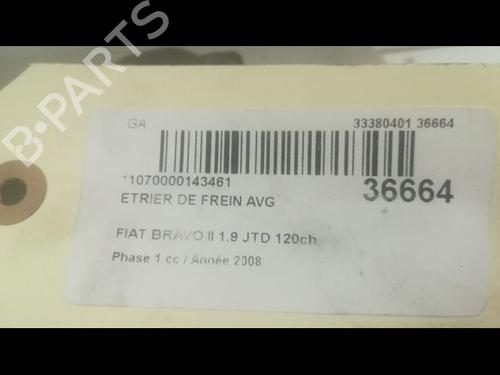 GA 33380401 36664
*1070000143461 36664
ETRIER DE FREIN AVG
FIAT BRAVO II 1.9 JTD 120ch
Phase 1 cc / Année 2008
B-PARTS